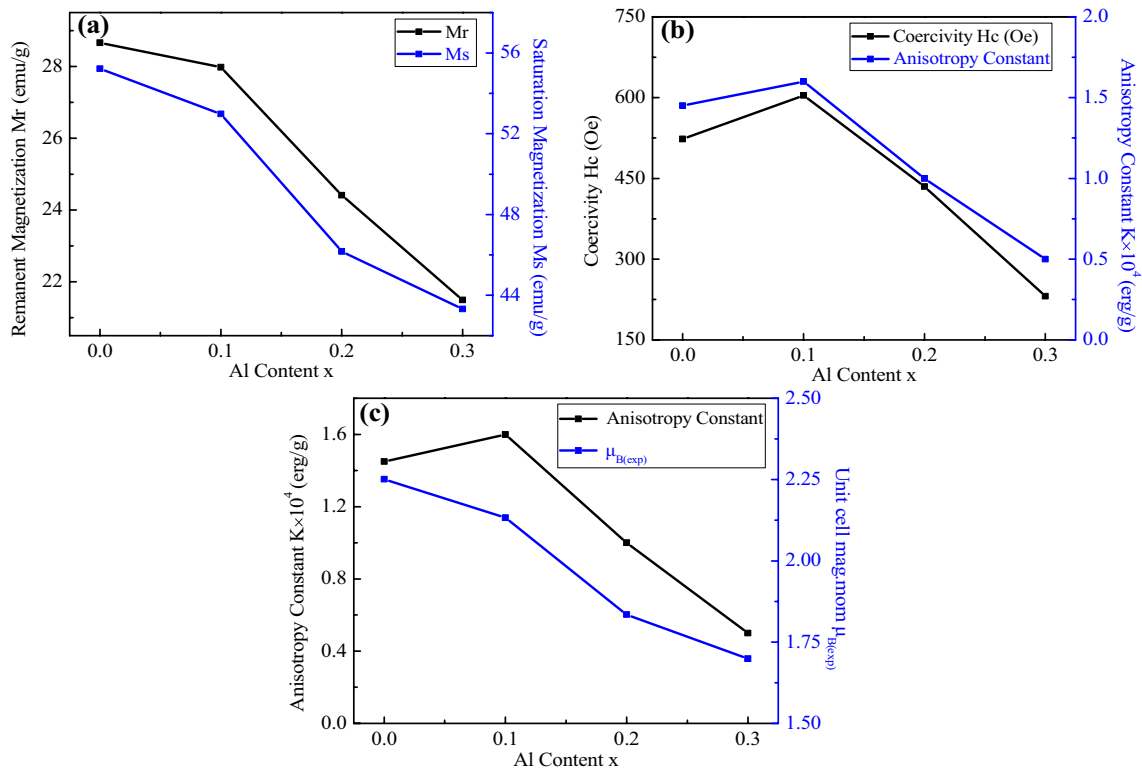 (a)
Mr
Ms
28
26
24
22
56
52
48
43
0.0 0.1 0.2 0.3
Al Content x
Remanent Magnetization Mr (emu/g)
Saturation Magnetization Ms (emu/g)
(b)
Coercivity Hc (Oe)
Anisotropy Constant
750
600
450
300
150
2.0
1.5
1.0
0.5
0.0
0.0 0.1 0.2 0.3
Al Content x
Coercivity Hc (Oe)
Anisotropy Constant K×10⁴ (erg/g)
(c)
Anisotropy Constant
μB(exp)
1.6
1.2
0.8
0.4
0.0
2.50
2.25
2.00
1.75
1.50
0.0 0.1 0.2 0.3
Al Content x
Anisotropy Constant K×10⁴ (erg/g)
Unit cell mag.mom μB(exp)